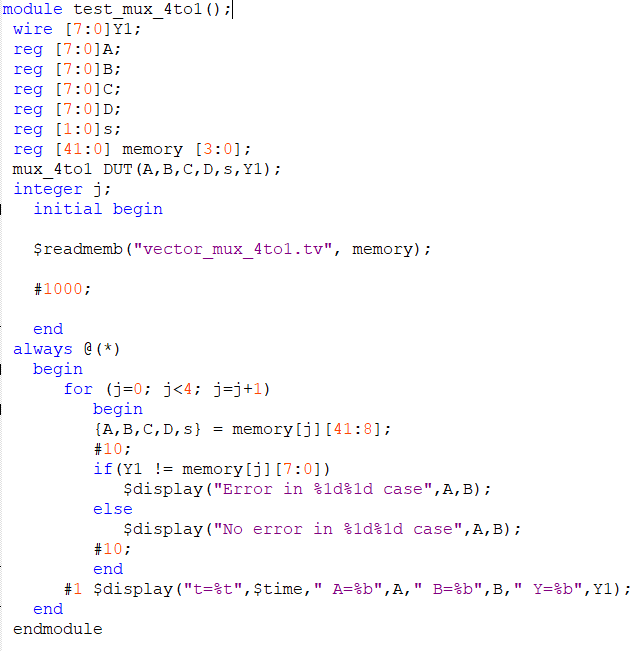 module test_mux_4to1();
wire [7:0]Y1;
reg [7:0]A;
reg [7:0]B;
reg [7:0]C;
reg [7:0]D;
reg [1:0]s;
reg [41:0] memory [3:0];
mux_4to1 DUT(A,B,C,D,s,Y1);
integer j;
initial begin
$readmemb("vector_mux_4to1.tv", memory);
#1000;
end
always @(*)
begin
for (j=0; j<4; j=j+1)
begin
{A,B,C,D,s} = memory[j][41:8];
#10;
if(Y1 != memory[j][7:0])
$display("Error in %1d%1d case",A,B);
else
$display("No error in %1d%1d case",A,B);
#10;
end
#1 $display("t=%t",$time," A=%b",A," B=%b",B," Y=%b",Y1);
end
endmodule